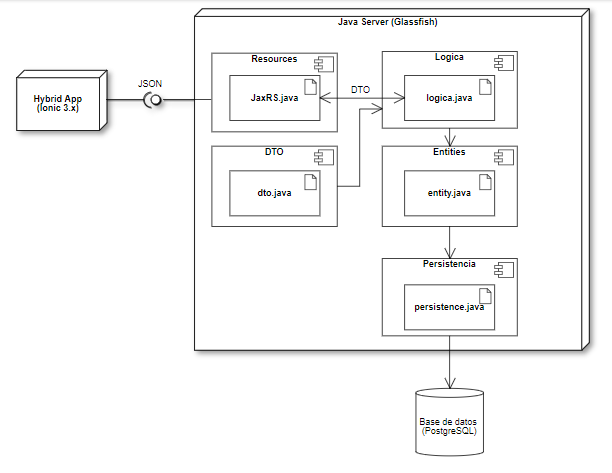 Java Server (Glassfish)
Resources
Logica
JSON
DTO
Hybrid App
(Ionic 3.x)
JaxRS.java
logica.java
DTO
Entities
dto.java
entity.java
Persistencia
persistence.java
Base de datos
(PostgreSQL)